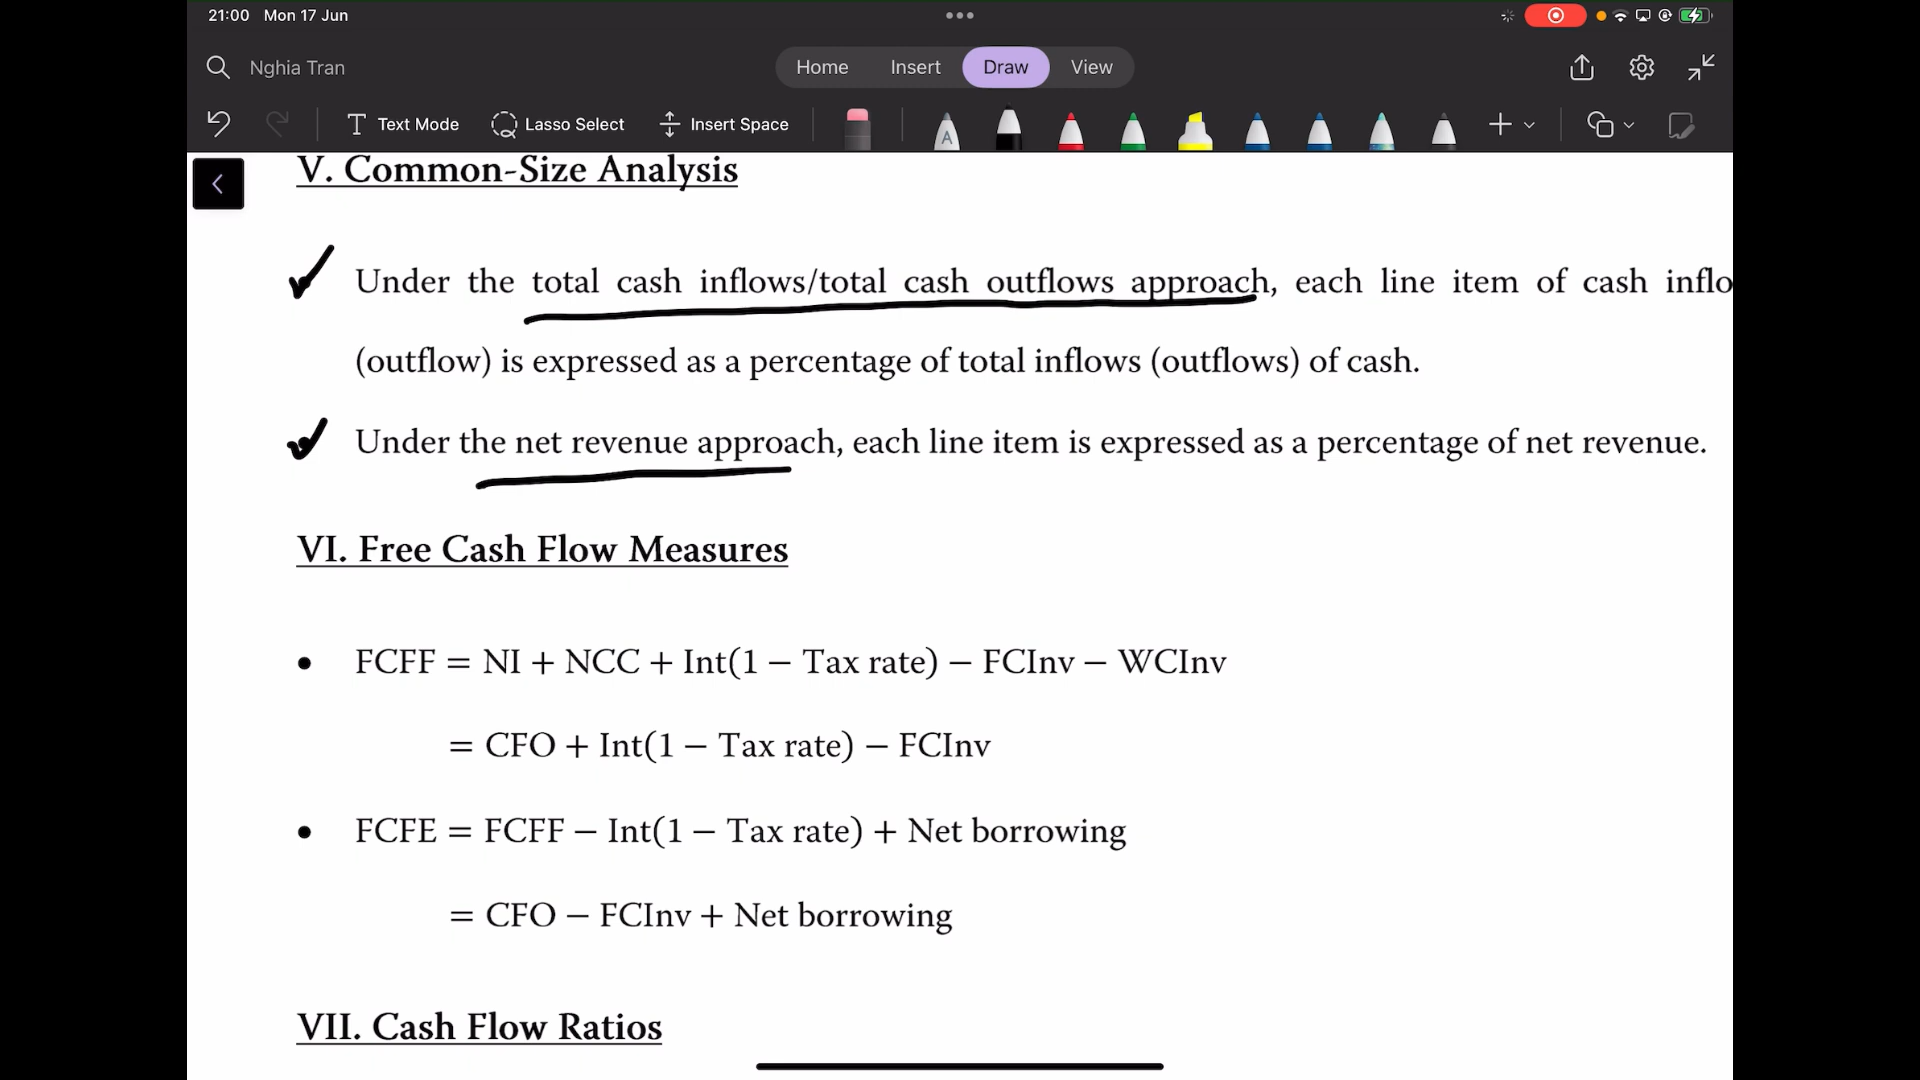 21:00 Mon 17 Jun
Nghia Tran
Home Insert Draw View
Text Mode Lasso Select Insert Space A
V. Common-Size Analysis
Under the total cash inflows/total cash outflows approach, each line item of cash inflo
(outflow) is expressed as a percentage of total inflows (outflows) of cash.
Under the net revenue approach, each line item is expressed as a percentage of net revenue.
VI. Free Cash Flow Measures
• FCFF = NI + NCC + Int(1 − Tax rate) − FCInv − WCInv
= CFO + Int(1 − Tax rate) − FCInv
• FCFE = FCFF − Int(1 − Tax rate) + Net borrowing
= CFO − FCInv + Net borrowing
VII. Cash Flow Ratios